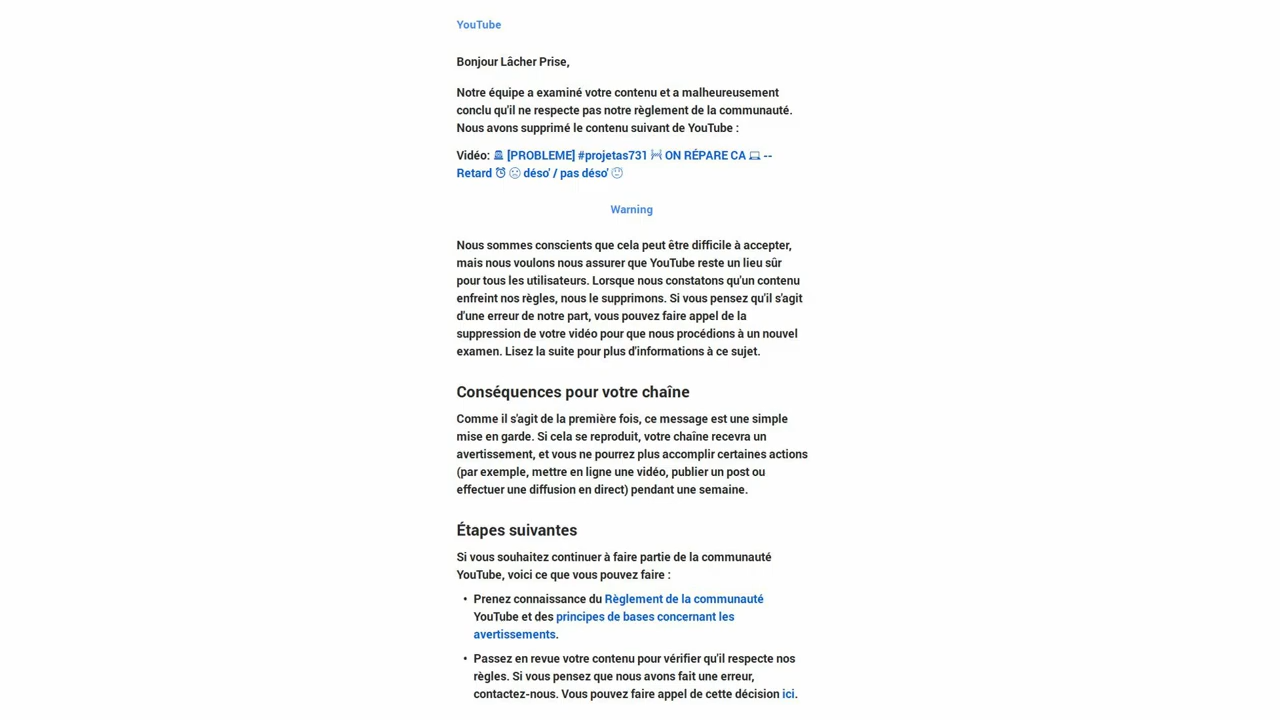 YouTube
Bonjour Lâcher Prise,
Notre équipe a examiné votre contenu et a malheureusement
conclu qu'il ne respecte pas notre règlement de la communauté.
Nous avons supprimé le contenu suivant de YouTube :
Vidéo: [PROBLEME] #projetas731 ON RÉPARE CA --
Retard déso' / pas déso'
Warning
Nous sommes conscients que cela peut être difficile à accepter,
mais nous voulons nous assurer que YouTube reste un lieu sûr
pour tous les utilisateurs. Lorsque nous constatons qu'un contenu
enfreint nos règles, nous le supprimons. Si vous pensez qu'il s'agit
d'une erreur de notre part, vous pouvez faire appel de la
suppression de votre vidéo pour que nous procédions à un nouvel
examen. Lisez la suite pour plus d'informations à ce sujet.
Conséquences pour votre chaîne
Comme il s'agit de la première fois, ce message est une simple
mise en garde. Si cela se reproduit, votre chaîne recevra un
avertissement, et vous ne pourrez plus accomplir certaines actions
(par exemple, mettre en ligne une vidéo, publier un post ou
effectuer une diffusion en direct) pendant une semaine.
Étapes suivantes
Si vous souhaitez continuer à faire partie de la communauté
YouTube, voici ce que vous pouvez faire :
• Prenez connaissance du Règlement de la communauté
YouTube et des principes de bases concernant les
avertissements.
• Passez en revue votre contenu pour vérifier qu'il respecte nos
règles. Si vous pensez que nous avons fait une erreur,
contactez-nous. Vous pouvez faire appel de cette décision ici.